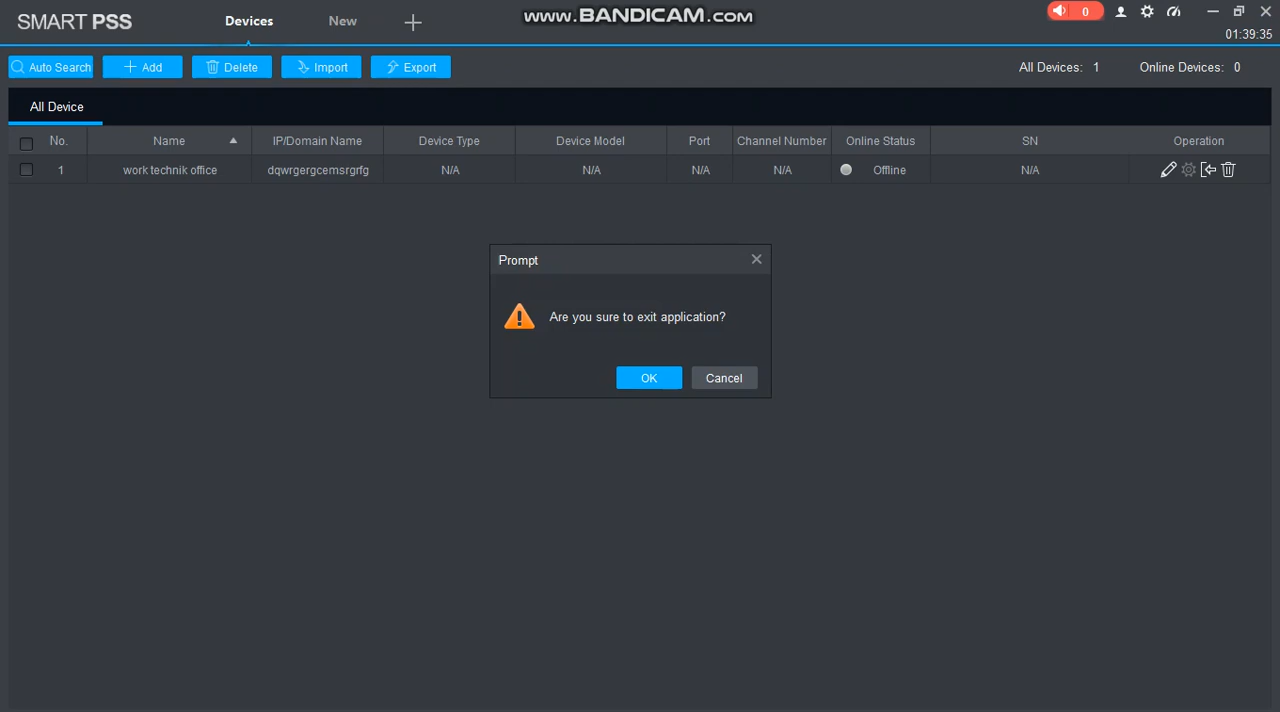 SMART PSS
Devices
New
www.BANDICAM.com
0
01:39:35
Auto Search
Add
Delete
Import
Export
All Devices: 1
Online Devices: 0
All Device
No. Name IP/Domain Name Device Type Device Model Port Channel Number Online Status SN Operation
1 work technik office dqwrgergcemsrgrfg N/A N/A N/A N/A Offline N/A
Prompt
Are you sure to exit application?
OK Cancel